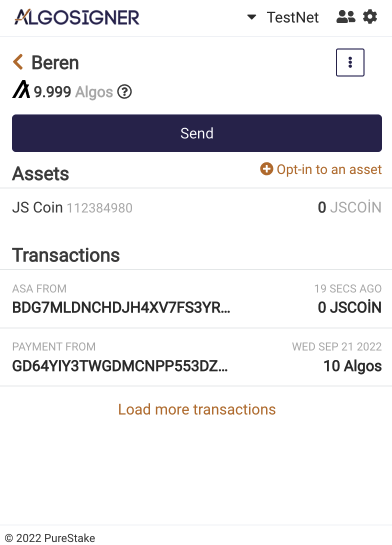 ALGOSIGNER
TestNet
Beren
9.999 Algos
Send
Assets
Opt-in to an asset
JS Coin 112384980
0 JSCOİN
Transactions
ASA FROM
19 SECS AGO
BDG7MLDNCHDJH4XV7FS3YR...
0 JSCOİN
PAYMENT FROM
WED SEP 21 2022
GD64YIY3TWGDMCNPP553DZ...
10 Algos
Load more transactions
© 2022 PureStake